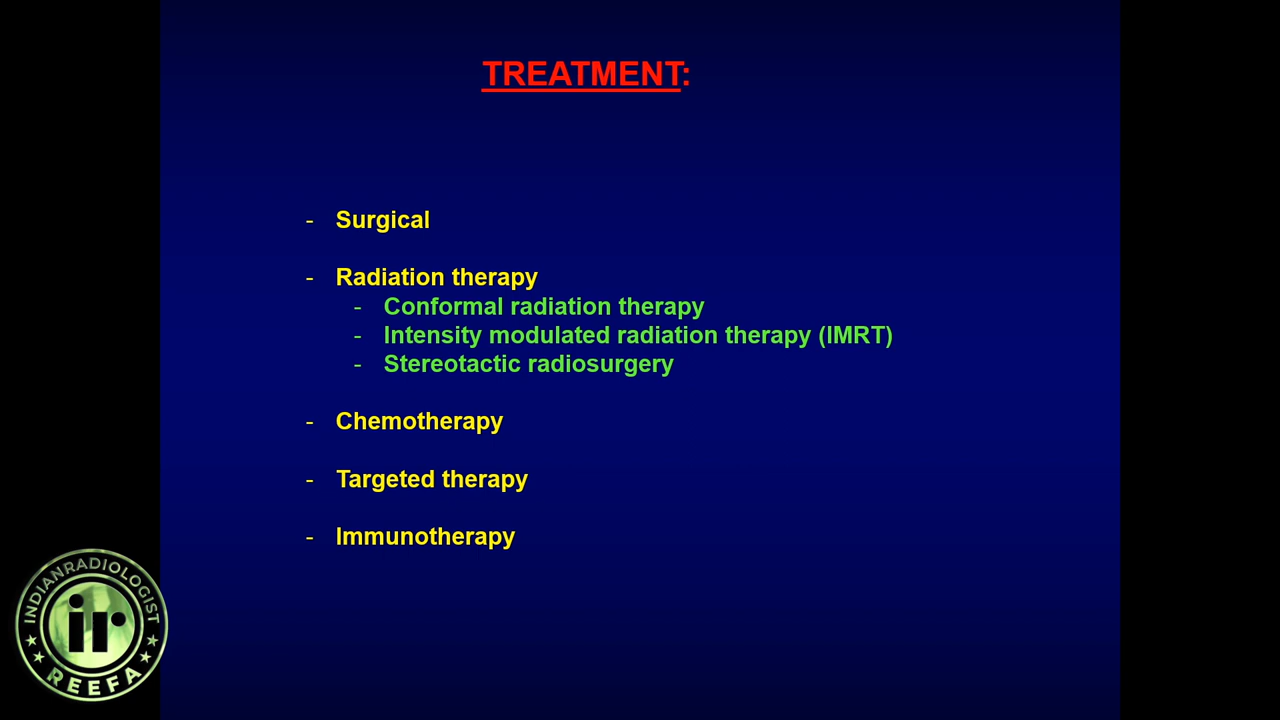 TREATMENT:
- Surgical
- Radiation therapy
- Conformal radiation therapy
- Intensity modulated radiation therapy (IMRT)
- Stereotactic radiosurgery
- Chemotherapy
- Targeted therapy
- Immunotherapy
INDIANRADIOLOGIST
ir
REEFA